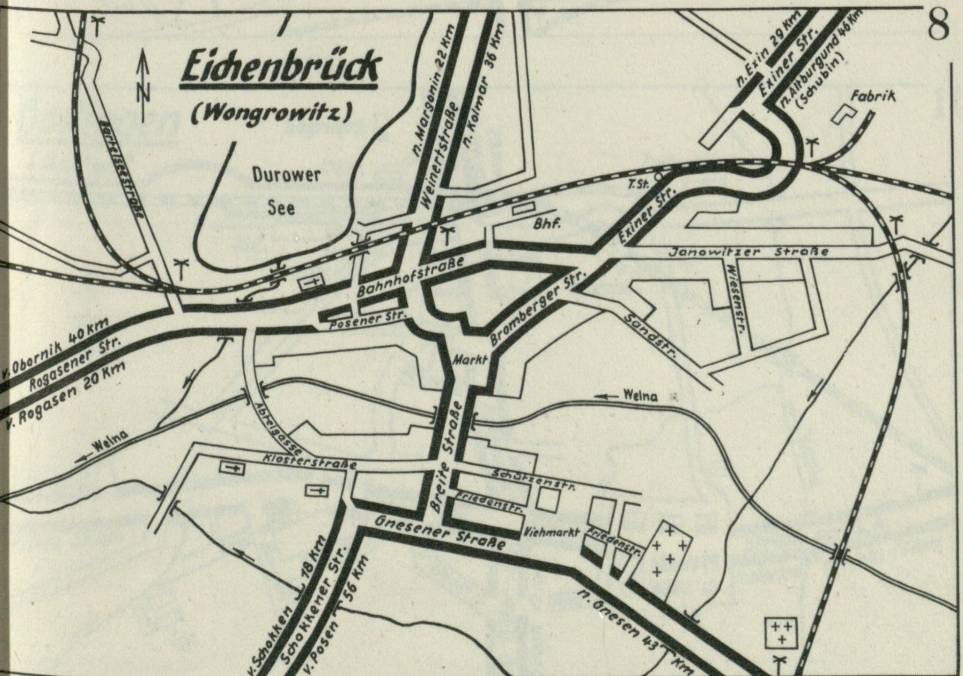 8
Eichenbrück
(Wongrowitz)
N
Durower
See
Bartelseestraße
n. Margonin 22 Km
Weinertstraße
n. Kolmar 36 Km
n. Exin 29 Km
Exiner Str.
n. Altburgund 46 Km
(Schubin)
Fabrik
T.St.
Bhf.
Exiner Str.
Janowitzer Straße
Bahnhofstraße
Posener Str.
Bromberger Str.
Wiesenstr.
Sandstr.
Markt
v. Obornik 40 Km
Rogasener Str.
v. Rogasen 20 Km
Welna
Welna
Abteigasse
Klosterstraße
Breite Straße
Schützenstr.
Friedenstr.
Viehmarkt
Friedenstr.
Gnesener Straße
v. Schokken 18 Km
Schokkener Str.
v. Posen 56 Km
n. Gnesen 43 Km